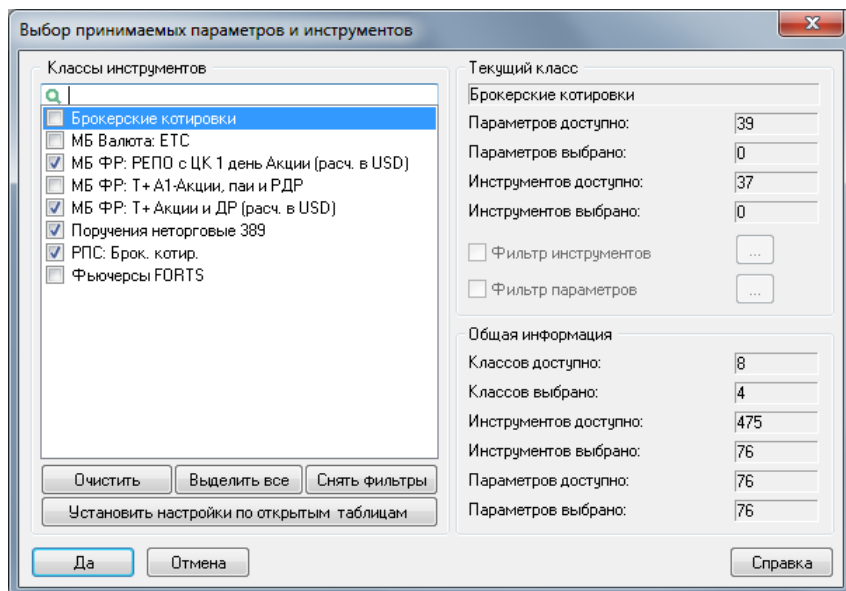 Выбор принимаемых параметров и инструментов
Классы инструментов
Брокерские котировки
МБ Валюта: ETC
МБ ФР: РЕПО с ЦК 1 день Акции (расч. в USD)
МБ ФР: Т+ А1-Акции, паи и РДР
МБ ФР: Т+ Акции и ДР (расч. в USD)
Поручения неторговые 389
РПС: Брок. котир.
Фьючерсы FORTS
Очистить
Выделить все
Снять фильтры
Установить настройки по открытым таблицам
Текущий класс
Брокерские котировки
Параметров доступно: 39
Параметров выбрано: 0
Инструментов доступно: 37
Инструментов выбрано: 0
Фильтр инструментов ...
Фильтр параметров ...
Общая информация
Классов доступно: 8
Классов выбрано: 4
Инструментов доступно: 475
Инструментов выбрано: 76
Параметров доступно: 76
Параметров выбрано: 76
Да
Отмена
Справка